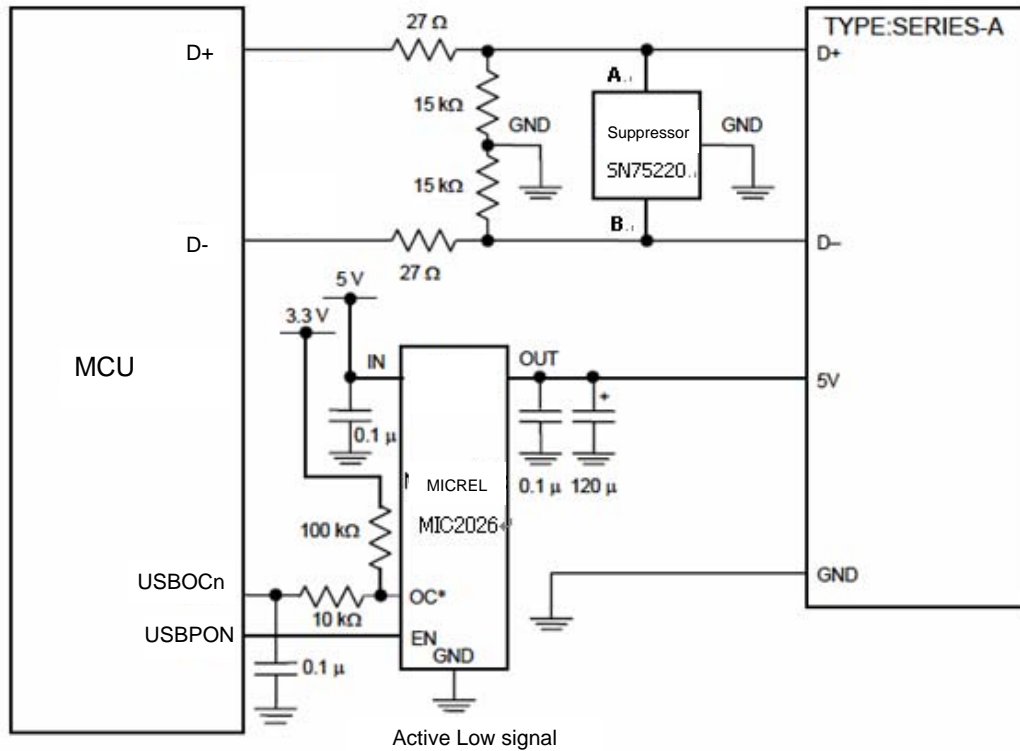 27 Ω
TYPE:SERIES-A
D+
D+
A
15 kΩ
GND
Suppressor
GND
SN75220
15 kΩ
B
D-
D–
27 Ω
5 V
3.3 V
MCU
IN
OUT
5V
+
0.1 μ
0.1 μ
120 μ
MICREL
MIC2026
100 kΩ
USBOCn
OC*
GND
10 kΩ
USBPON
EN
GND
0.1 μ
Active Low signal